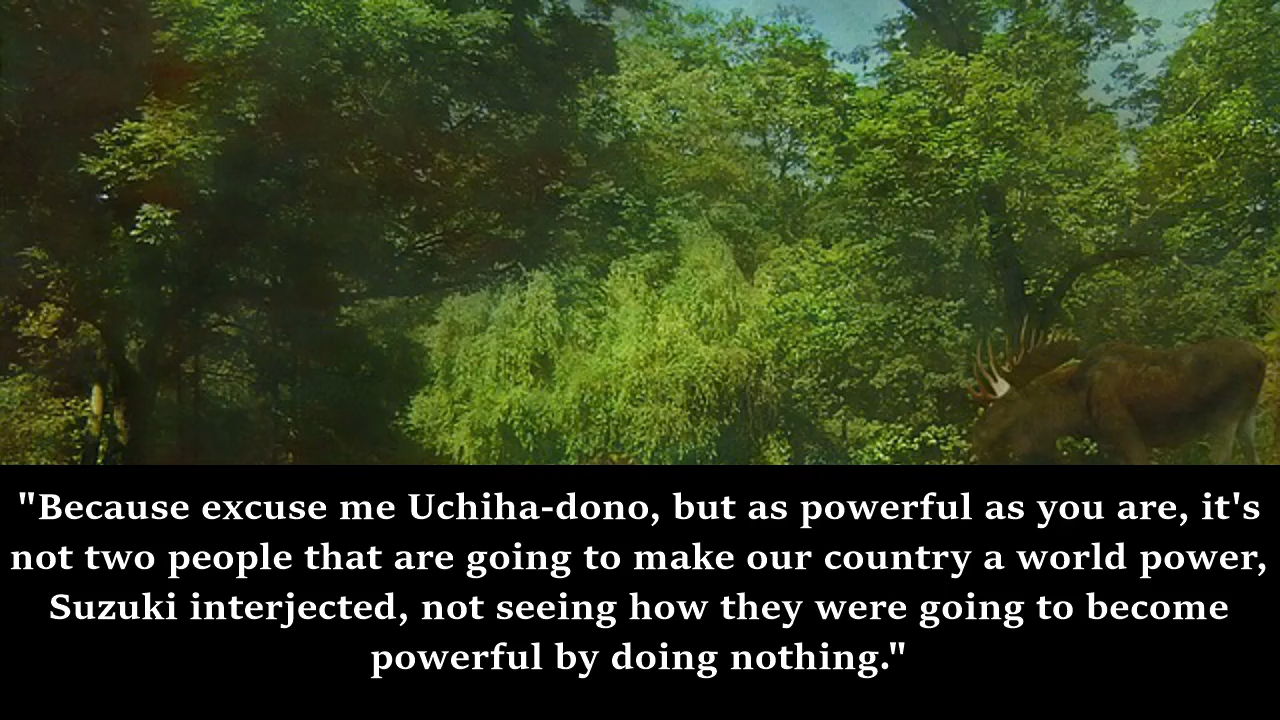 "Because excuse me Uchiha-dono, but as powerful as you are, it's
not two people that are going to make our country a world power,
Suzuki interjected, not seeing how they were going to become
powerful by doing nothing."